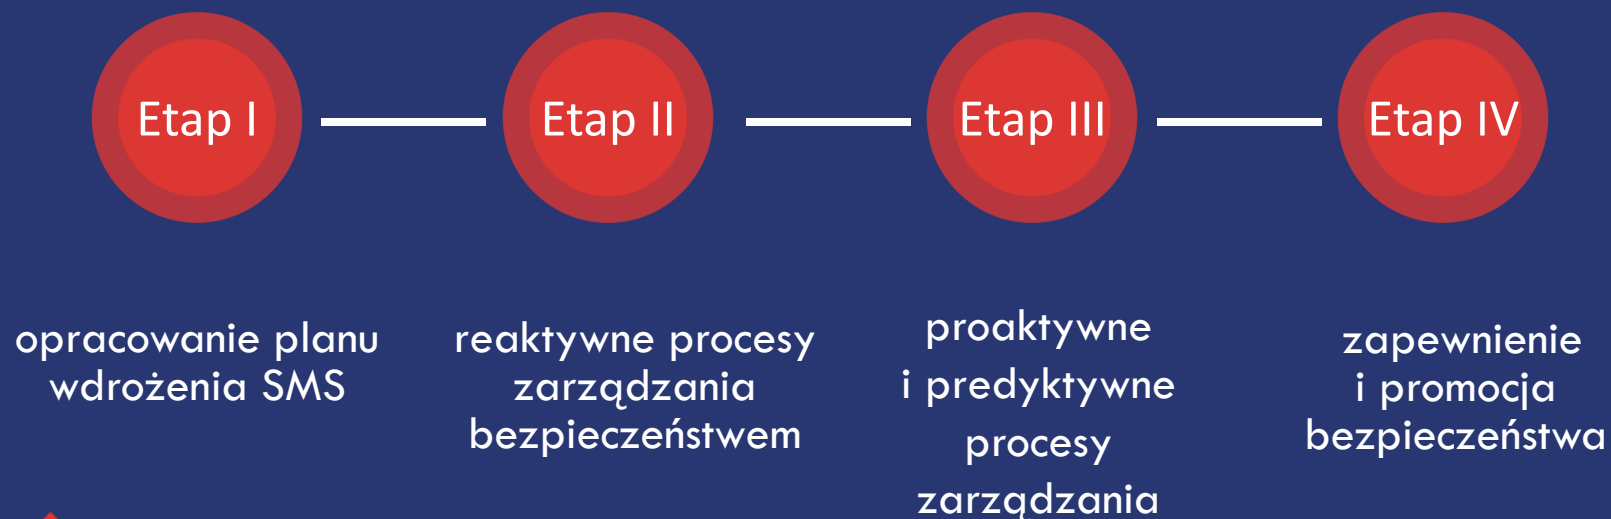 Etap I
Etap II
Etap III
Etap IV
opracowanie planu
wdrożenia SMS
reaktywne procesy
zarządzania
bezpieczeństwem
proaktywne
i predyktywne
procesy
zarządzania
zapewnienie
i promocja
bezpieczeństwa